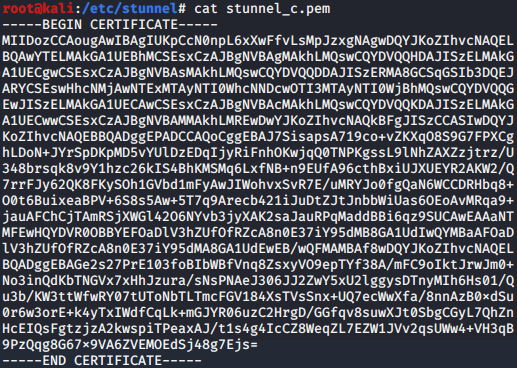 root@kali:/etc/stunnel# cat stunnel_c.pem
-----BEGIN CERTIFICATE-----
MIIDozCCAougAwIBAgIUKpCcN0npL6xXwFfvLsMpJzxgNAgwDQYJKoZIhvcNAQEL
BQAwYTELMAkGA1UEBhMCSEsxCzAJBgNVBAgMAkhLMQswCQYDVQQHDAJISzELMAkG
A1UECgwCSEsxCzAJBgNVBAsMAkhLMQswCQYDVQQDDAJISzERMA8GCSqGSIb3DQEJ
ARYCSEswHhcNMjAwNTExMTAyNTI0WhcNNDcwOTI3MTAyNTI0WjBhMQswCQYDVQQG
EwJISzELMAkGA1UECAwCSEsxCzAJBgNVBAcMAkhLMQswCQYDVQQKDAJISzELMAkG
A1UECwwCSEsxCzAJBgNVBAMMAkhLMREwDwYJKoZIhvcNAQkBFgJISzCCASIwDQYJ
KoZIhvcNAQEBBQADggEPADCCAQoCggEBAJ7SisapsA719co+vZKXqO8S9G7FPXCg
hLDoN+JYrSpDKpMD5vYUlDzEDqIjyRiFnhOKwjqQ0TNPKgssL9lNhZAXZzjtrz/U
348brsqk8v9Y1hzc26kIS4BhKMSMq6LxfNB+n9EUfA96cthBxiUJXUEYR2AKW2/Q
7rrFJy62QK8FKySOh1GVbd1mFyAwJIWohvxSvR7E/uMRYJo0fgQaN6WCCDRHbq8+
O0t6BuixeaBPV+6S8s5Aw+5T7q9Arecb421iJuDtZJtJnbbWiUas6OEoAvMRqa9+
jauAFChCjTAmRSjXWGl42O6NYvb3jyXAK2saJauRPqMaddBBi6qz9SUCAwEAAaNT
MFEwHQYDVR0OBBYEFOaDlV3hZUfOfRZcA8n0E37iY95dMB8GA1UdIwQYMBaAFOaD
lV3hZUfOfRZcA8n0E37iY95dMA8GA1UdEwEB/wQFMAMBAf8wDQYJKoZIhvcNAQEL
BQADggEBAGe2s27PrE103foBIbWBfVnq8ZsxyVO9epTYf38A/mFC9oIktJrwJm0+
No3inQdKbTNGVx7xHhJzura/sNsPNAeJ306JJ2ZwY5xU2lggysDTnyMIh6Hs01/Q
u3b/KW3ttWfwRY07tUToNbTLTmcFGV184XsTVsSnx+UQ7ecWwXfa/8nnAzB0×dSu
0r6w3orE+k4yTxIWdfCqLk+mGJYR06uzC2HrgD/GGfqv8suwXJt0SbgCGyL7QhZn
HcEIQsFgtzjzA2kwspiTPeaxAJ/t1s4g4IcCZ8WeqZL7EZW1JVv2qsUWw4+VH3qB
9PzQqg8G67×9VA6ZVEMOEdSj48g7Ejs=
-----END CERTIFICATE-----